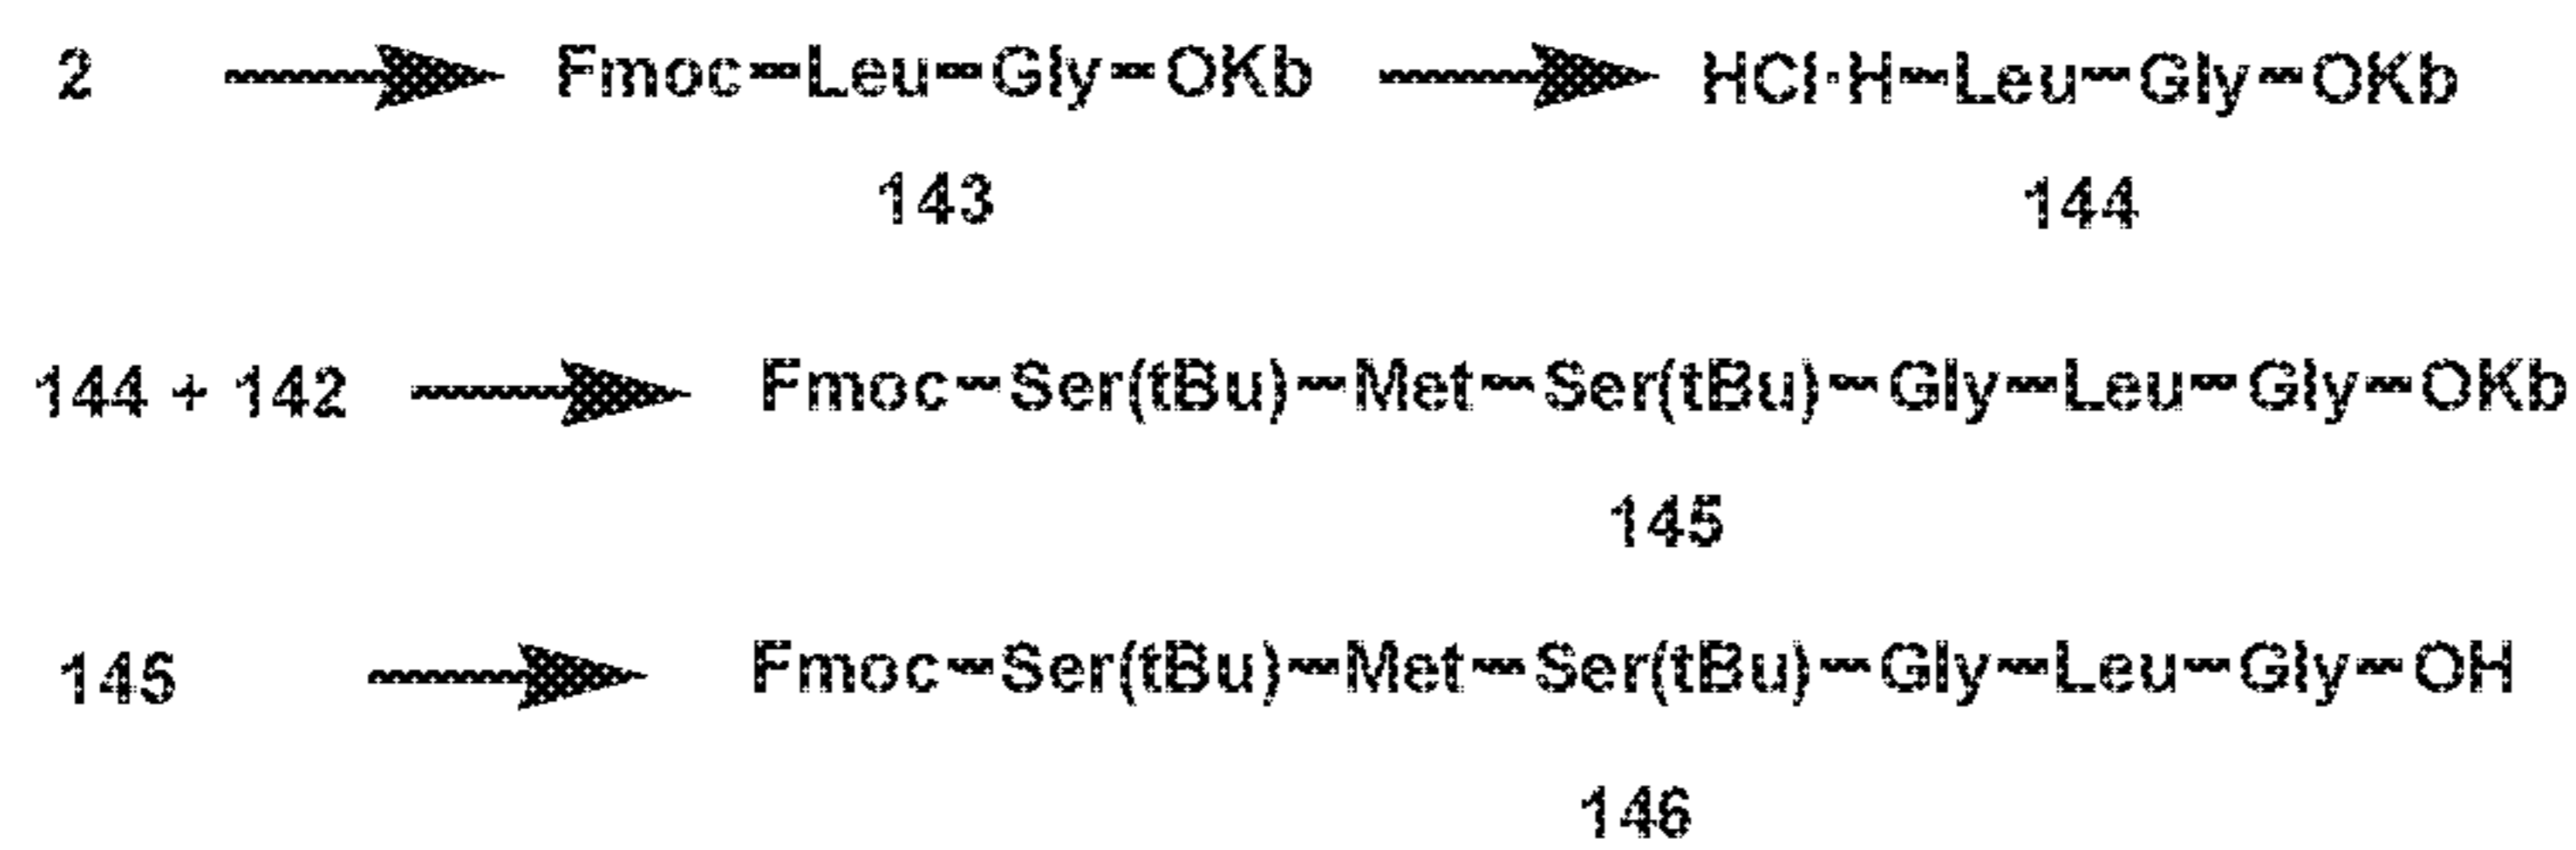 2 Fmoc–Leu–Gly–OKb HCl·H–Leu–Gly–OKb
143 144
144 + 142 Fmoc–Ser(tBu)–Met–Ser(tBu)–Gly–Leu–Gly–OKb
145
145 Fmoc–Ser(tBu)–Met–Ser(tBu)–Gly–Leu–Gly–OH
146